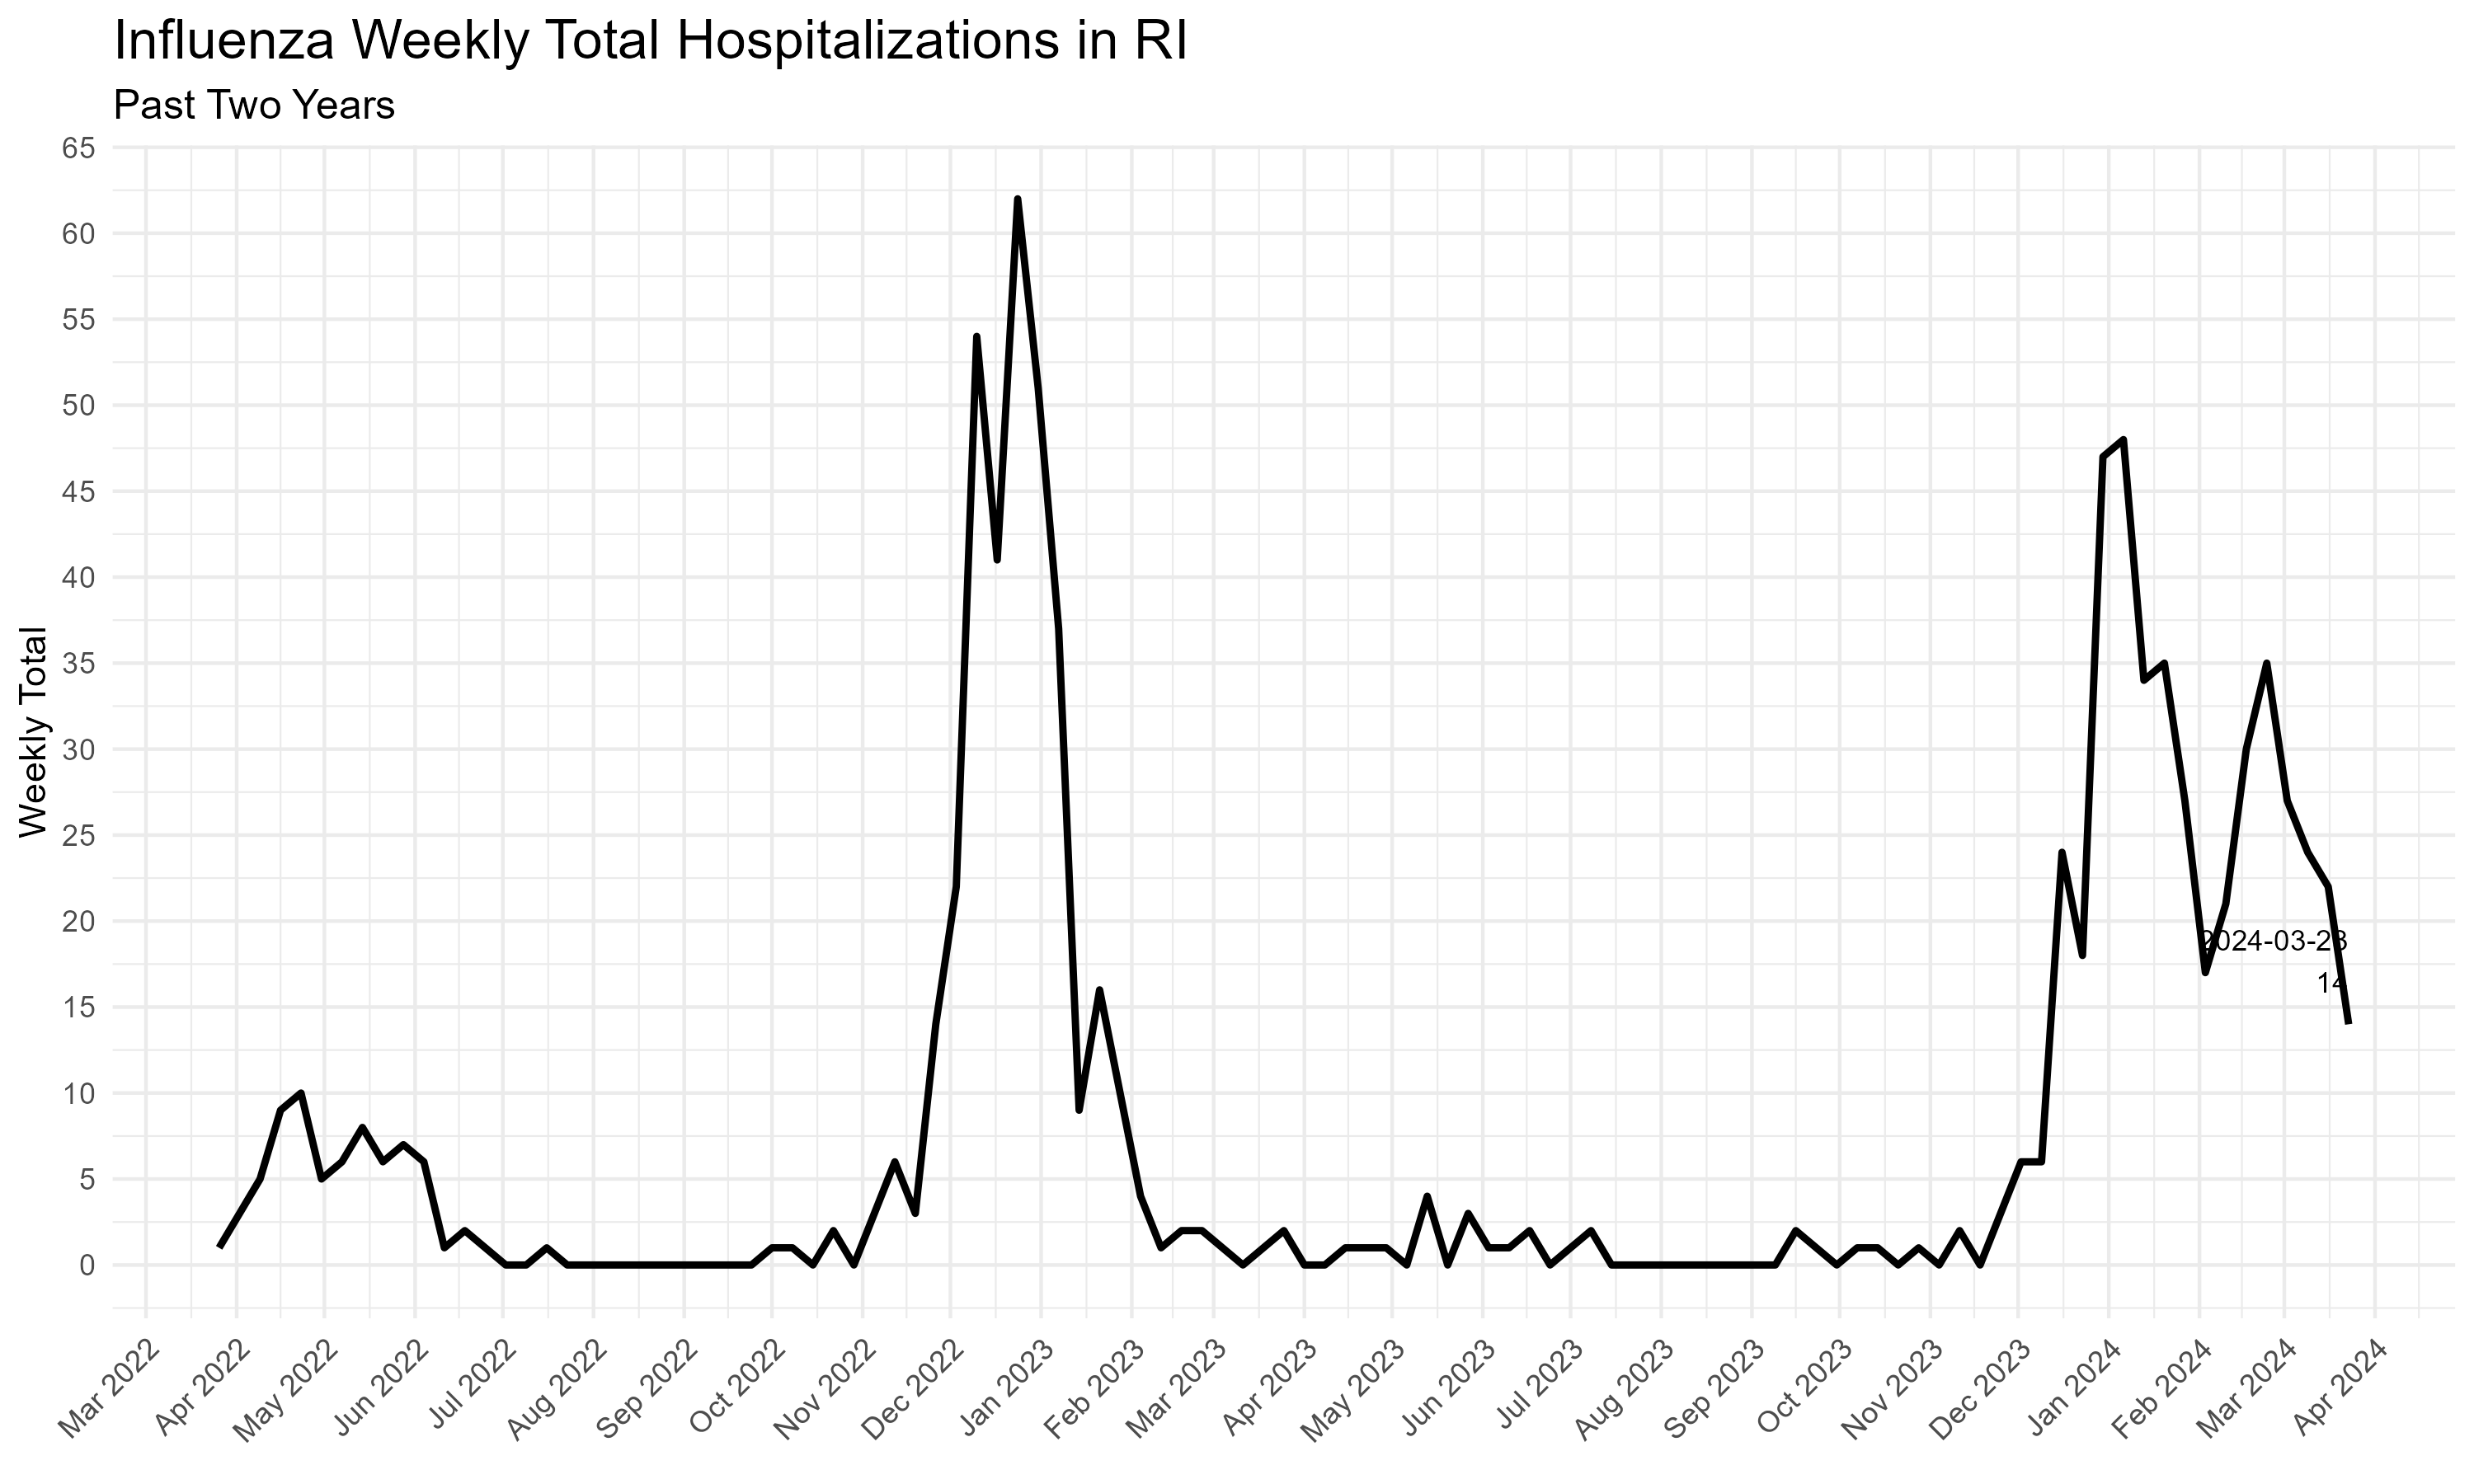 Influenza Weekly Total Hospitalizations in RI
Past Two Years
65
60
55
50
45
40
35
30
25
20
15
10
5
0
Weekly Total
2024-03-23
14
Mar 2022
Apr 2022
May 2022
Jun 2022
Jul 2022
Aug 2022
Sep 2022
Oct 2022
Nov 2022
Dec 2022
Jan 2023
Feb 2023
Mar 2023
Apr 2023
May 2023
Jun 2023
Jul 2023
Aug 2023
Sep 2023
Oct 2023
Nov 2023
Dec 2023
Jan 2024
Feb 2024
Mar 2024
Apr 2024